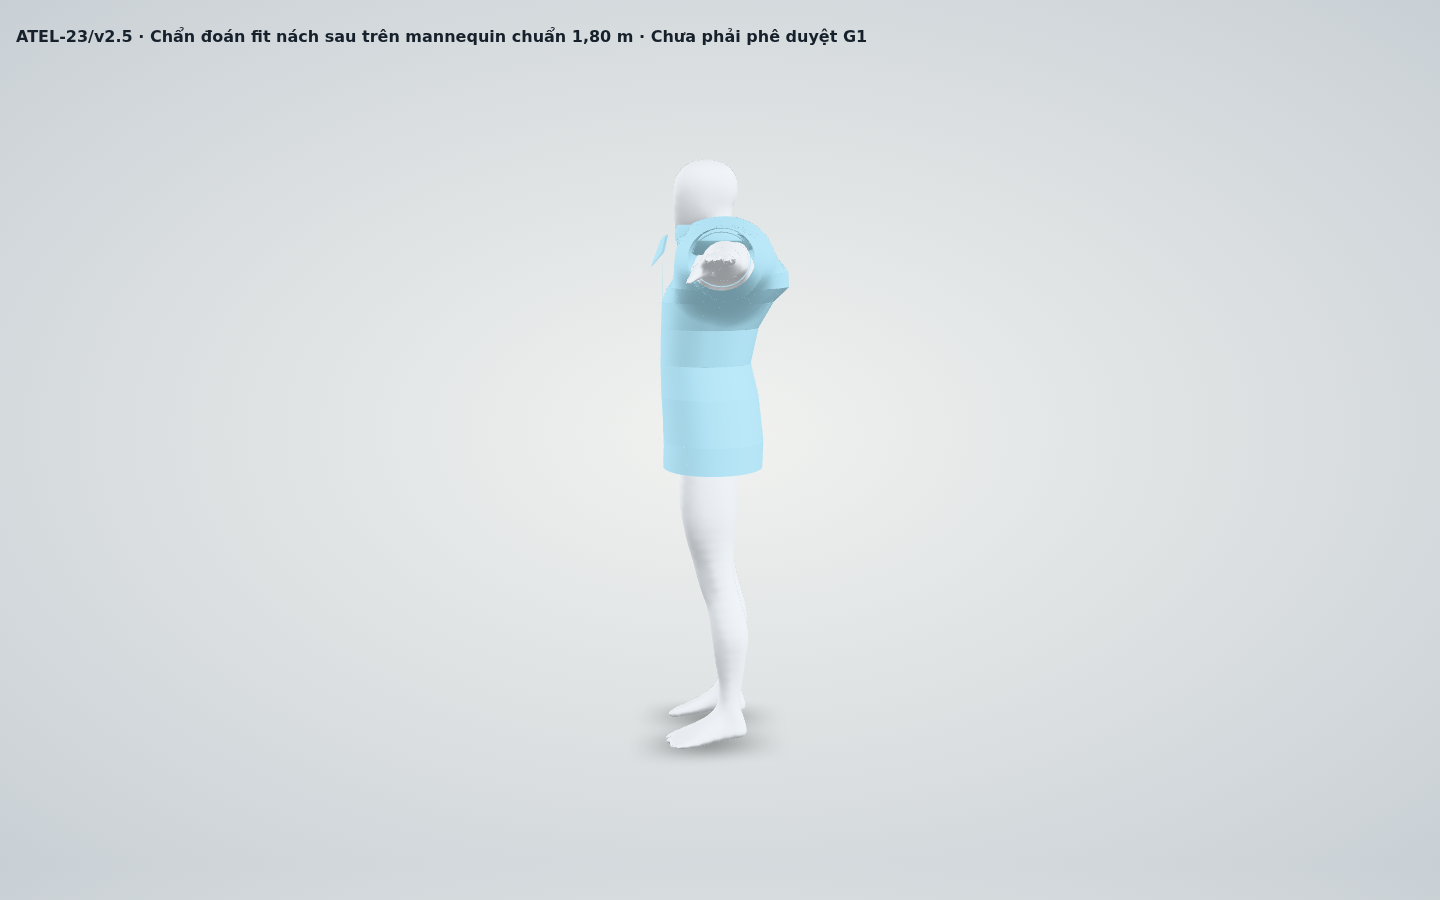 ATEL-23/v2.5 · Chẩn đoán fit nách sau trên mannequin chuẩn 1,80 m · Chưa phải phê duyệt G1